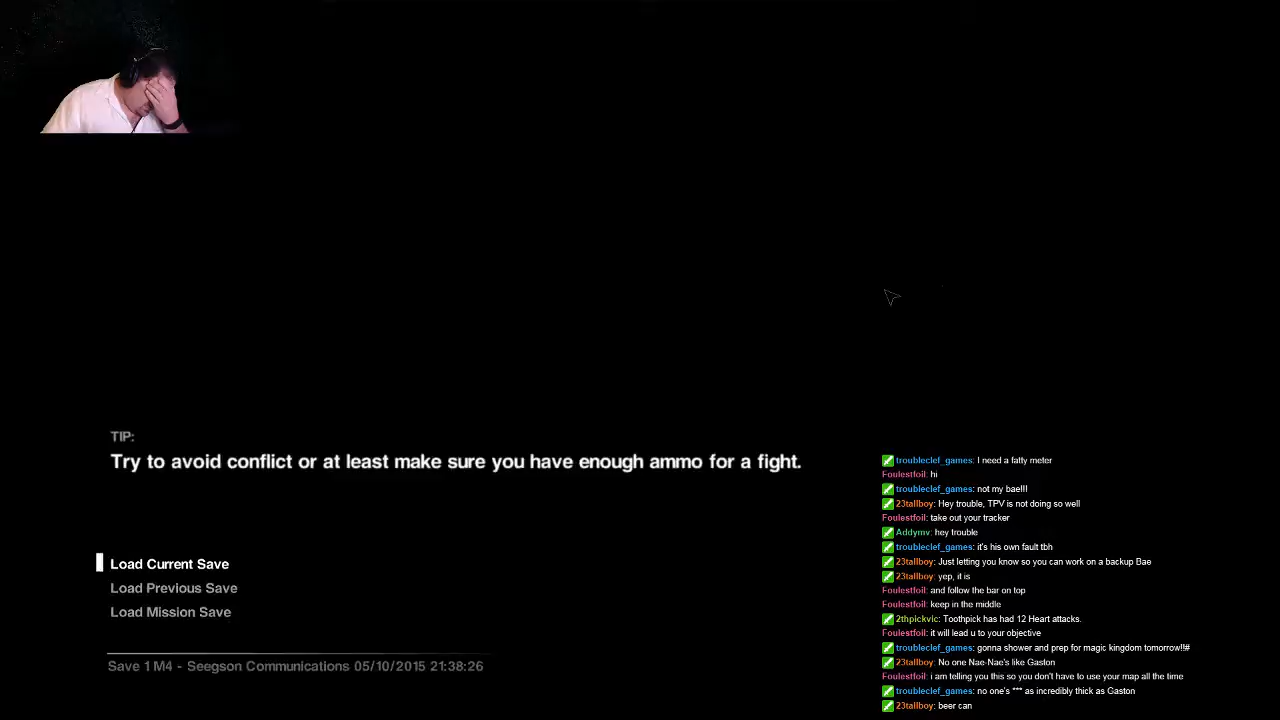 TIP:
Try to avoid conflict or at least make sure you have enough ammo for a fight.
Load Current Save
Load Previous Save
Load Mission Save
Save 1 M4 - Seegson Communications 05/10/2015 21:38:26
troubleclef_games: I need a fatty meter
Foulestfoil: hi
troubleclef_games: not my bae!!!
23tallboy: Hey trouble, TPV is not doing so well
Foulestfoil: take out your tracker
Addymv: hey trouble
troubleclef_games: it's his own fault tbh
23tallboy: Just letting you know so you can work on a backup Bae
23tallboy: yep, it is
Foulestfoil: and follow the bar on top
Foulestfoil: keep in the middle
2thpickvic: Toothpick has had 12 Heart attacks.
Foulestfoil: it will lead u to your objective
troubleclef_games: gonna shower and prep for magic kingdom tomorrow!!#
23tallboy: No one Nae-Nae's like Gaston
Foulestfoil: i am telling you this so you don't have to use your map all the time
troubleclef_games: no one's *** as incredibly thick as Gaston
23tallboy: beer can